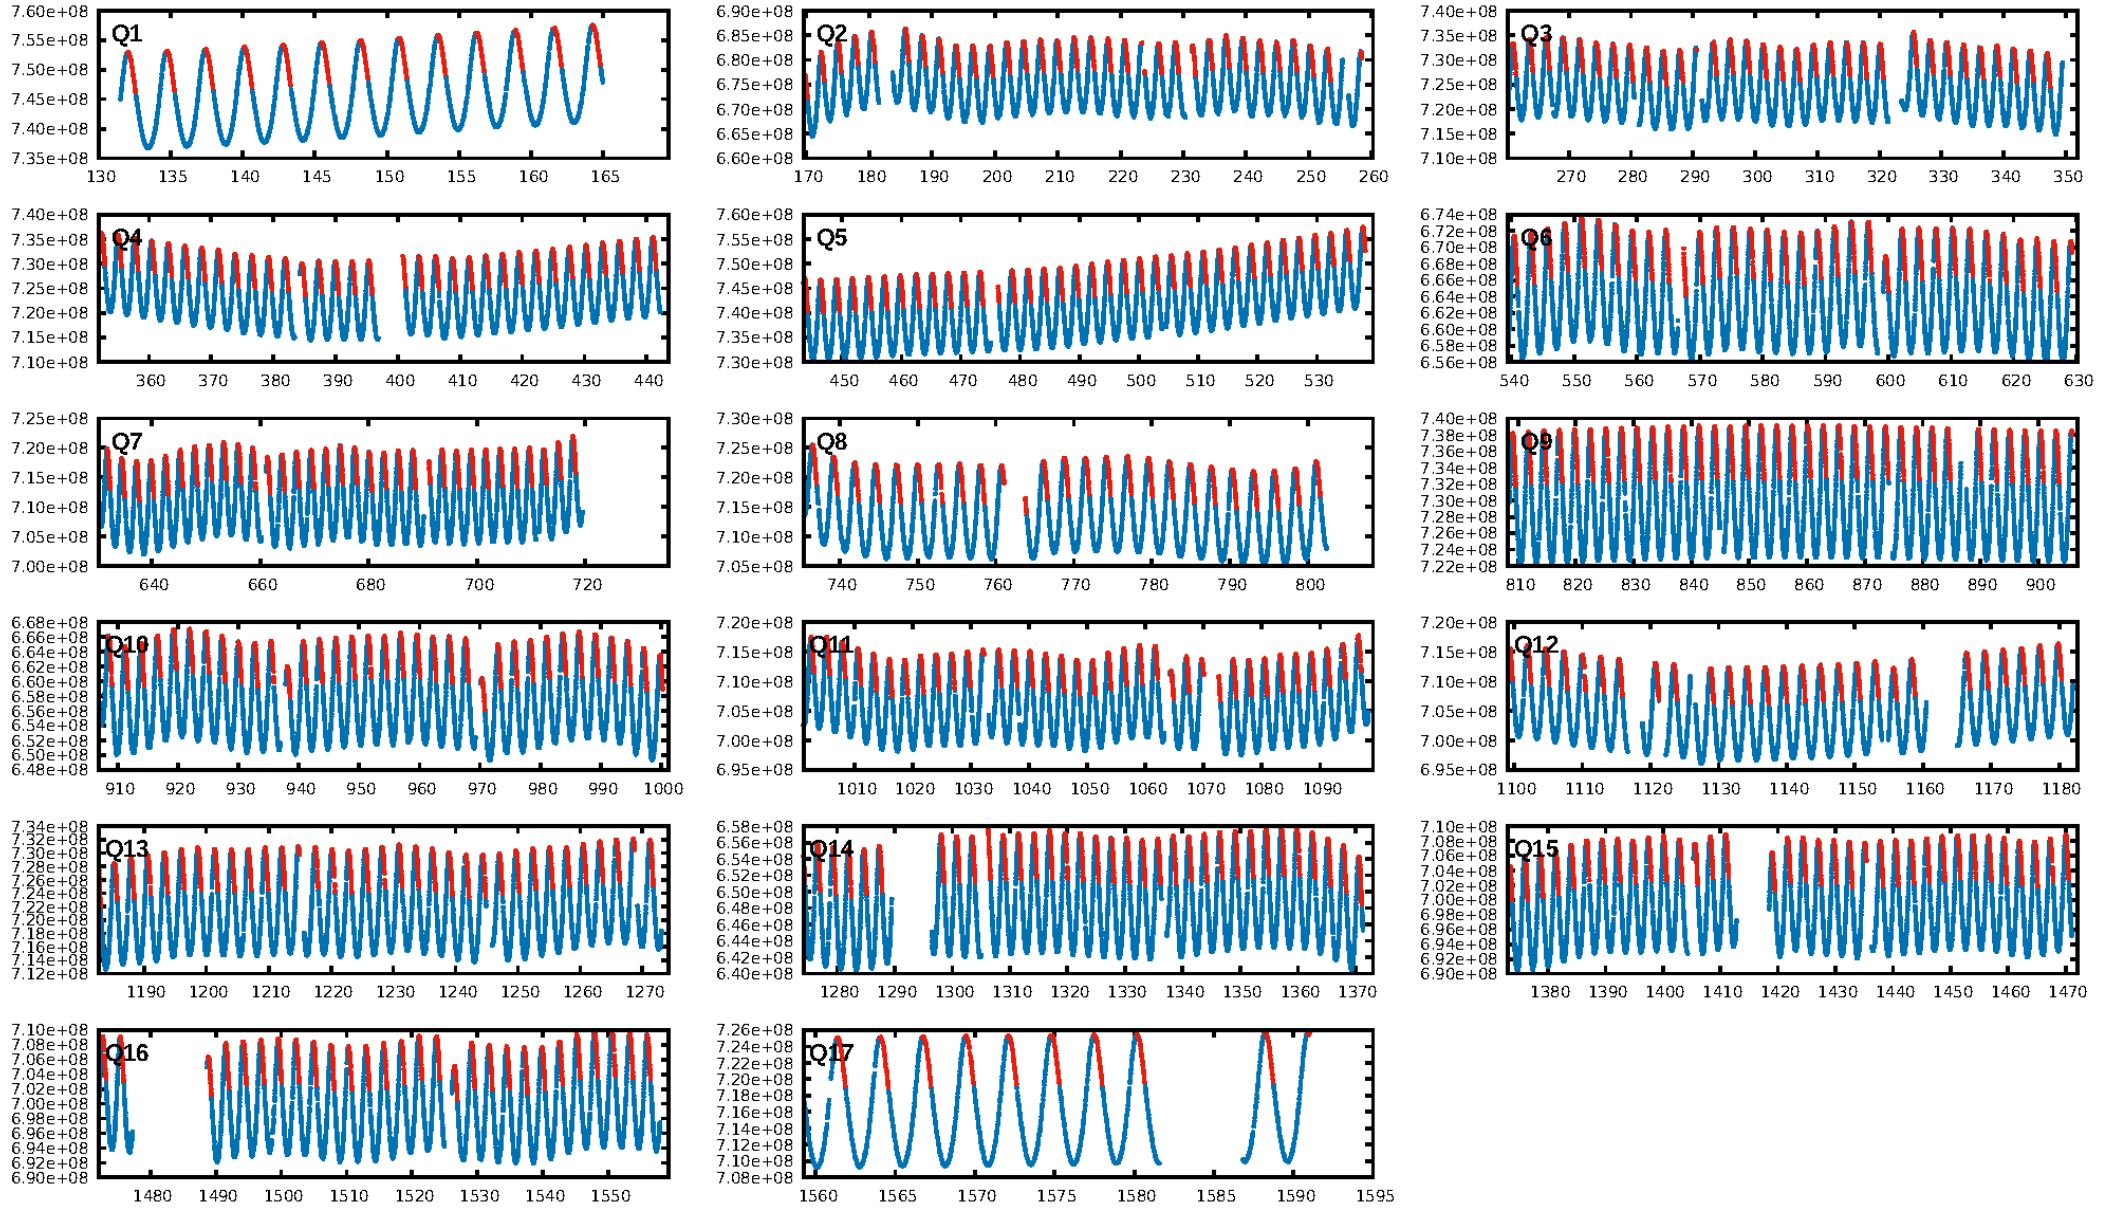 7.60e+08
7.55e+08
7.50e+08
7.45e+08
7.40e+08
7.35e+08
Q1
130 135 140 145 150 155 160 165
6.90e+08
6.85e+08
6.80e+08
6.75e+08
6.70e+08
6.65e+08
6.60e+08
Q2
170 180 190 200 210 220 230 240 250 260
7.40e+08
7.35e+08
7.30e+08
7.25e+08
7.20e+08
7.15e+08
7.10e+08
Q3
270 280 290 300 310 320 330 340 350
7.40e+08
7.35e+08
7.30e+08
7.25e+08
7.20e+08
7.15e+08
7.10e+08
Q4
360 370 380 390 400 410 420 430 440
7.60e+08
7.55e+08
7.50e+08
7.45e+08
7.40e+08
7.35e+08
7.30e+08
Q5
450 460 470 480 490 500 510 520 530
6.74e+08
6.72e+08
6.70e+08
6.68e+08
6.66e+08
6.64e+08
6.62e+08
6.60e+08
6.58e+08
6.56e+08
Q6
540 550 560 570 580 590 600 610 620 630
7.25e+08
7.20e+08
7.15e+08
7.10e+08
7.05e+08
7.00e+08
Q7
640 660 680 700 720
7.30e+08
7.25e+08
7.20e+08
7.15e+08
7.10e+08
7.05e+08
Q8
740 750 760 770 780 790 800
7.40e+08
7.38e+08
7.36e+08
7.34e+08
7.32e+08
7.30e+08
7.28e+08
7.26e+08
7.24e+08
7.22e+08
Q9
810 820 830 840 850 860 870 880 890 900
6.68e+08
6.66e+08
6.64e+08
6.62e+08
6.60e+08
6.58e+08
6.56e+08
6.54e+08
6.52e+08
6.50e+08
6.48e+08
Q10
910 920 930 940 950 960 970 980 990 1000
7.20e+08
7.15e+08
7.10e+08
7.05e+08
7.00e+08
6.95e+08
Q11
1010 1020 1030 1040 1050 1060 1070 1080 1090
7.20e+08
7.15e+08
7.10e+08
7.05e+08
7.00e+08
6.95e+08
Q12
1100 1110 1120 1130 1140 1150 1160 1170 1180
7.34e+08
7.32e+08
7.30e+08
7.28e+08
7.26e+08
7.24e+08
7.22e+08
7.20e+08
7.18e+08
7.16e+08
7.14e+08
7.12e+08
Q13
1190 1200 1210 1220 1230 1240 1250 1260 1270
6.58e+08
6.56e+08
6.54e+08
6.52e+08
6.50e+08
6.48e+08
6.46e+08
6.44e+08
6.42e+08
6.40e+08
Q14
1280 1290 1300 1310 1320 1330 1340 1350 1360 1370
7.10e+08
7.08e+08
7.06e+08
7.04e+08
7.02e+08
7.00e+08
6.98e+08
6.96e+08
6.94e+08
6.92e+08
6.90e+08
Q15
1380 1390 1400 1410 1420 1430 1440 1450 1460 1470
7.10e+08
7.08e+08
7.06e+08
7.04e+08
7.02e+08
7.00e+08
6.98e+08
6.96e+08
6.94e+08
6.92e+08
6.90e+08
Q16
1480 1490 1500 1510 1520 1530 1540 1550
7.26e+08
7.24e+08
7.22e+08
7.20e+08
7.18e+08
7.16e+08
7.14e+08
7.12e+08
7.10e+08
7.08e+08
Q17
1560 1565 1570 1575 1580 1585 1590 1595